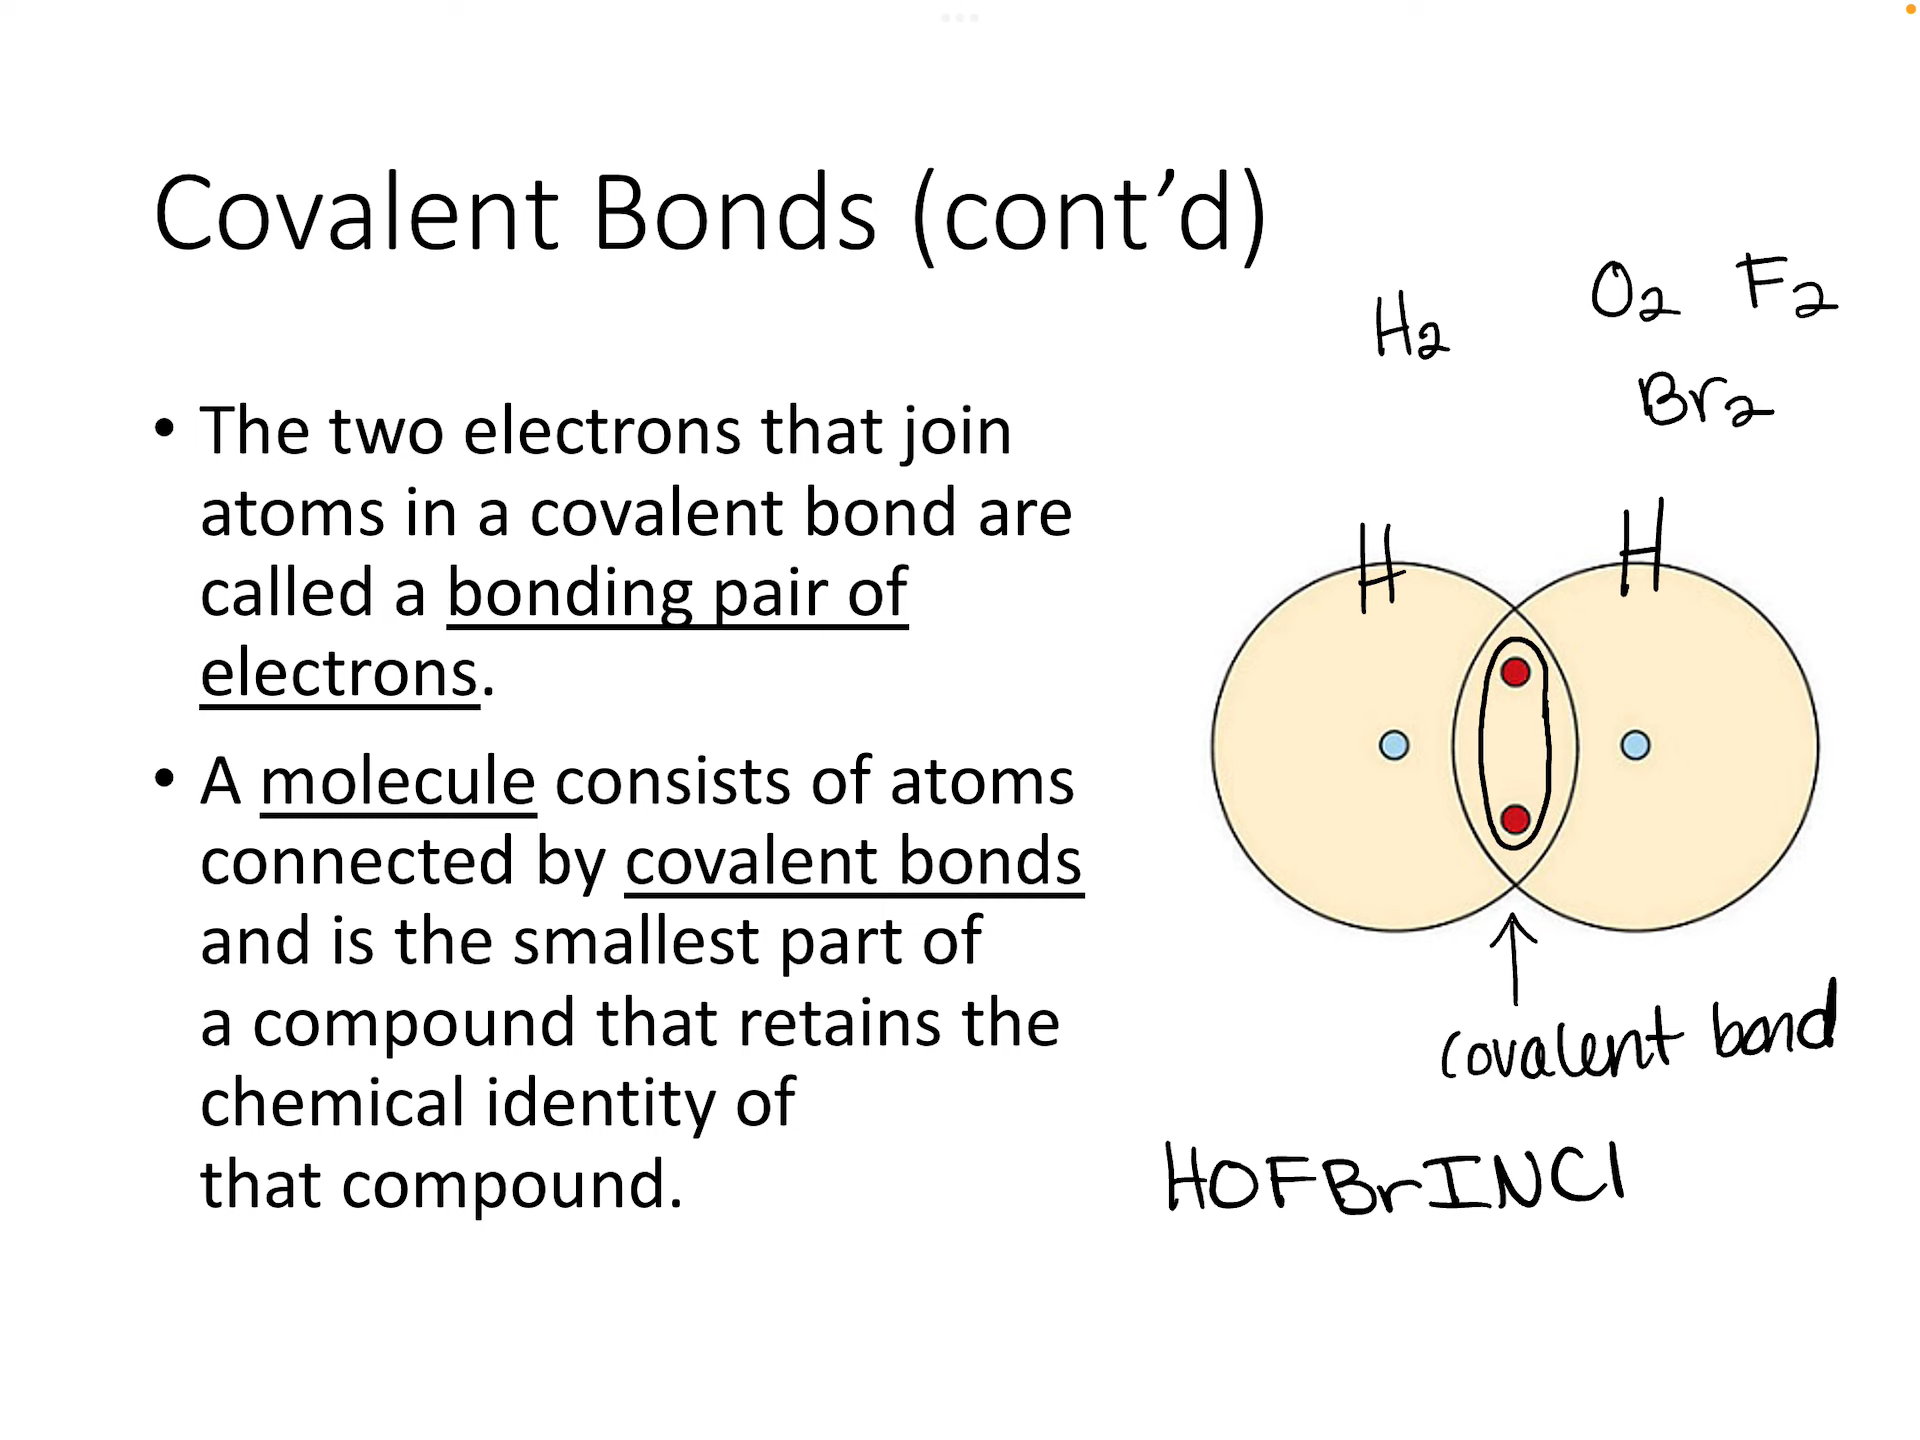 Covalent Bonds (cont’d)
H2
O2 F2
Br2
• The two electrons that join
atoms in a covalent bond are
called a bonding pair of
electrons.
• A molecule consists of atoms
connected by covalent bonds
and is the smallest part of
a compound that retains the
chemical identity of
that compound.
H H
covalent bond
HOFBrINCl